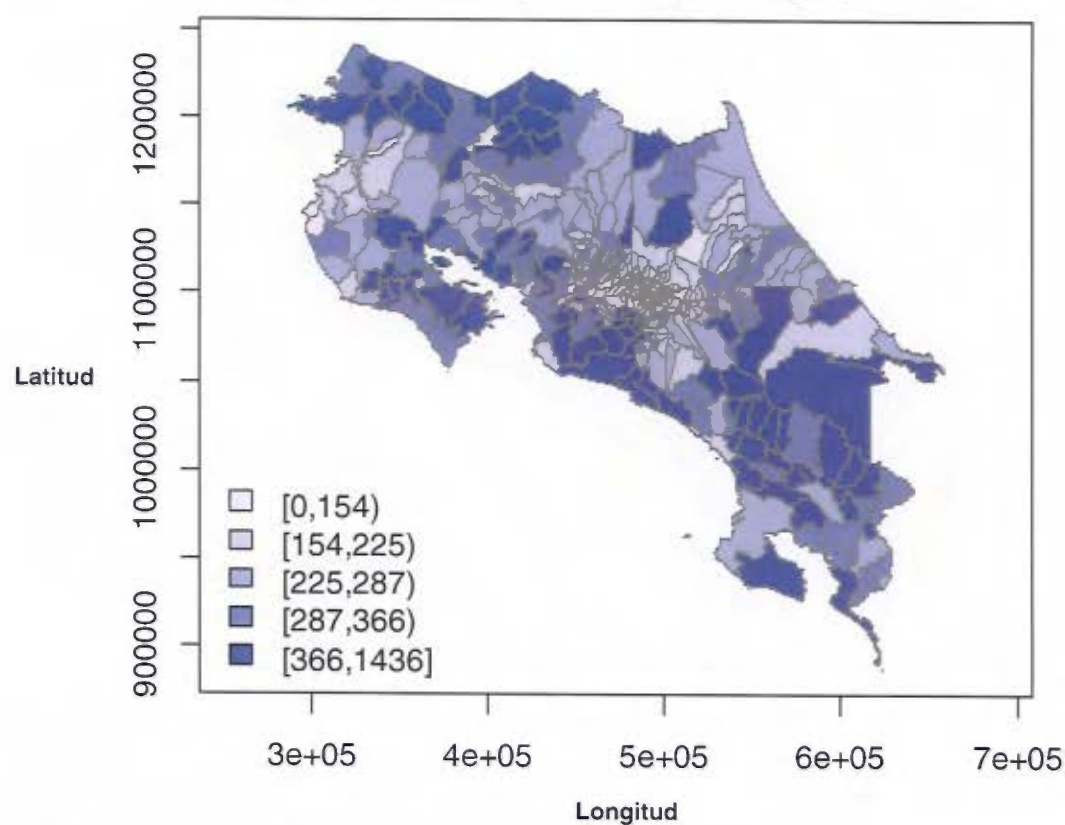 Latitud
1200000
1100000
1000000
900000
[0,154)
[154,225)
[225,287)
[287,366)
[366,1436]
3e+05
4e+05
5e+05
6e+05
7e+05
Longitud